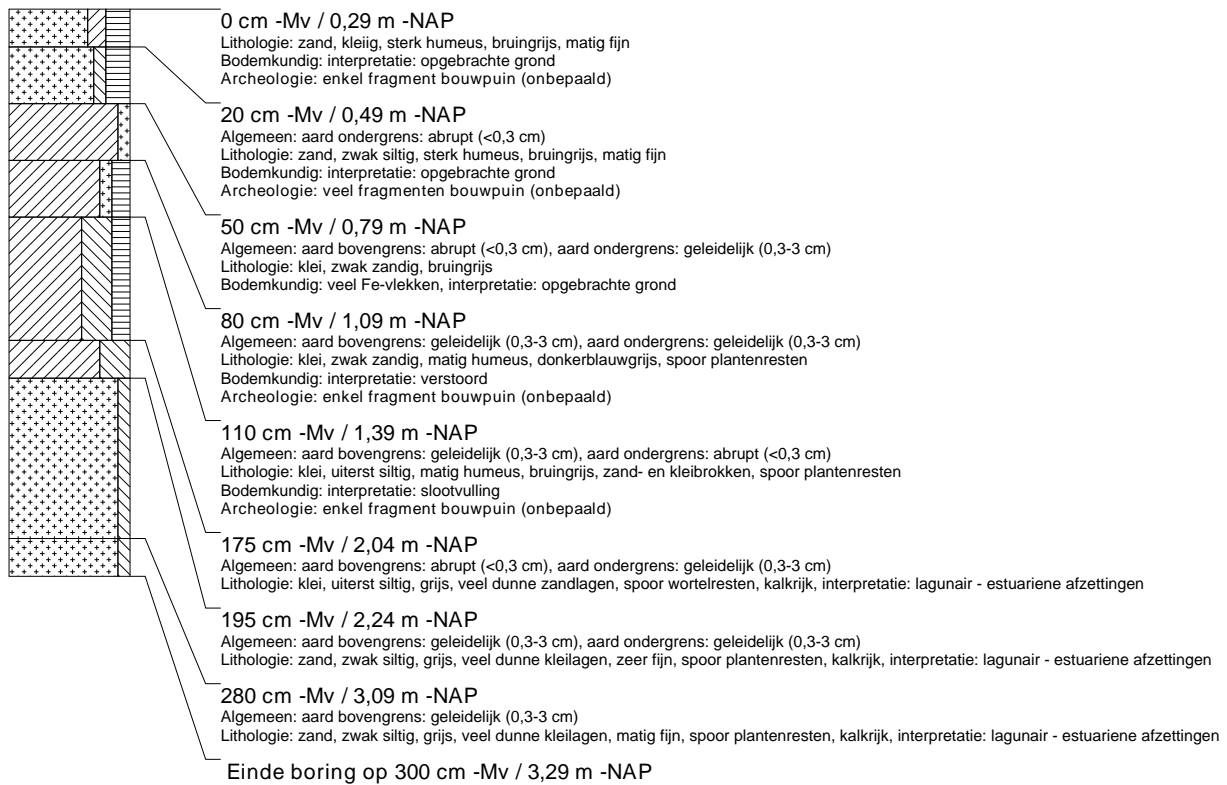 0 cm -Mv / 0,29 m -NAP
Lithologie: zand, kleiig, sterk humeus, bruingrijs, matig fijn
Bodemkundig: interpretatie: opgebrachte grond
Archeologie: enkel fragment bouwpuin (onbepaald)
20 cm -Mv / 0,49 m -NAP
Algemeen: aard ondergrens: abrupt (<0,3 cm)
Lithologie: zand, zwak siltig, sterk humeus, bruingrijs, matig fijn
Bodemkundig: interpretatie: opgebrachte grond
Archeologie: veel fragmenten bouwpuin (onbepaald)
50 cm -Mv / 0,79 m -NAP
Algemeen: aard bovengrens: abrupt (<0,3 cm), aard ondergrens: geleidelijk (0,3-3 cm)
Lithologie: klei, zwak zandig, bruingrijs
Bodemkundig: veel Fe-vlekken, interpretatie: opgebrachte grond
80 cm -Mv / 1,09 m -NAP
Algemeen: aard bovengrens: geleidelijk (0,3-3 cm), aard ondergrens: geleidelijk (0,3-3 cm)
Lithologie: klei, zwak zandig, matig humeus, donkerblauwgrijs, spoor plantenresten
Bodemkundig: interpretatie: verstoord
Archeologie: enkel fragment bouwpuin (onbepaald)
110 cm -Mv / 1,39 m -NAP
Algemeen: aard bovengrens: geleidelijk (0,3-3 cm), aard ondergrens: abrupt (<0,3 cm)
Lithologie: klei, uiterst siltig, matig humeus, bruingrijs, zand- en kleibrokken, spoor plantenresten
Bodemkundig: interpretatie: slootvulling
Archeologie: enkel fragment bouwpuin (onbepaald)
175 cm -Mv / 2,04 m -NAP
Algemeen: aard bovengrens: abrupt (<0,3 cm), aard ondergrens: geleidelijk (0,3-3 cm)
Lithologie: klei, uiterst siltig, grijs, veel dunne zandlagen, spoor wortelresten, kalkrijk, interpretatie: lagunair - estuariene afzettingen
195 cm -Mv / 2,24 m -NAP
Algemeen: aard bovengrens: geleidelijk (0,3-3 cm), aard ondergrens: geleidelijk (0,3-3 cm)
Lithologie: zand, zwak siltig, grijs, veel dunne kleilagen, zeer fijn, spoor plantenresten, kalkrijk, interpretatie: lagunair - estuariene afzettingen
280 cm -Mv / 3,09 m -NAP
Algemeen: aard bovengrens: geleidelijk (0,3-3 cm)
Lithologie: zand, zwak siltig, grijs, veel dunne kleilagen, matig fijn, spoor plantenresten, kalkrijk, interpretatie: lagunair - estuariene afzettingen
Einde boring op 300 cm -Mv / 3,29 m -NAP